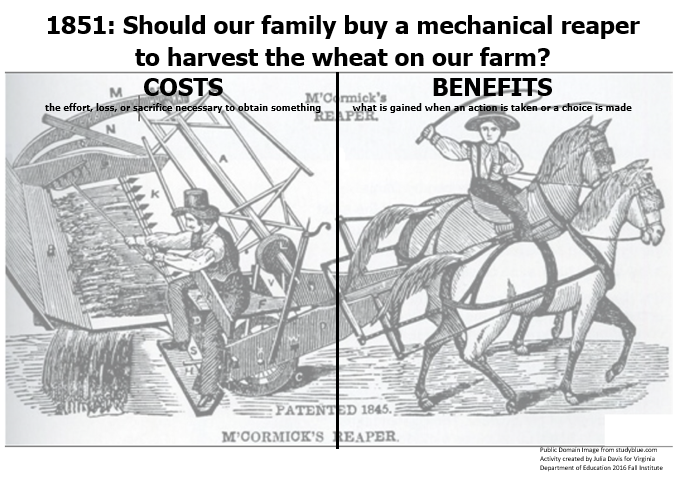 1851: Should our family buy a mechanical reaper
to harvest the wheat on our farm?
COSTS
the effort, loss, or sacrifice necessary to obtain something
BENEFITS
what is gained when an action is taken or a choice is made
M'Cormick's
REAPER.
M
N
A
K
B
L
V
F
D
S
H
C
PATENTED 1845.
M'CORMICK'S REAPER.
Public Domain Image from studyblue.com
Activity created by Julia Davis for Virginia
Department of Education 2016 Fall Institute